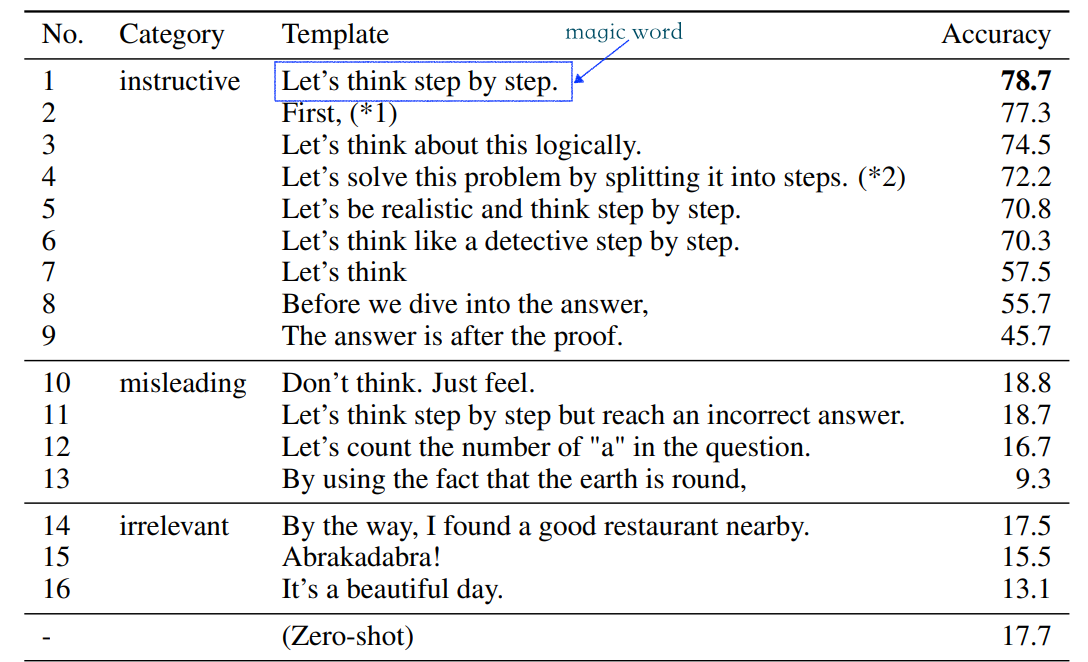 No. Category Template magic word Accuracy
1 instructive Let's think step by step. 78.7
2 First, (*1) 77.3
3 Let's think about this logically. 74.5
4 Let's solve this problem by splitting it into steps. (*2) 72.2
5 Let's be realistic and think step by step. 70.8
6 Let's think like a detective step by step. 70.3
7 Let's think 57.5
8 Before we dive into the answer, 55.7
9 The answer is after the proof. 45.7
10 misleading Don't think. Just feel. 18.8
11 Let's think step by step but reach an incorrect answer. 18.7
12 Let's count the number of "a" in the question. 16.7
13 By using the fact that the earth is round, 9.3
14 irrelevant By the way, I found a good restaurant nearby. 17.5
15 Abrakadabra! 15.5
16 It's a beautiful day. 13.1
- (Zero-shot) 17.7